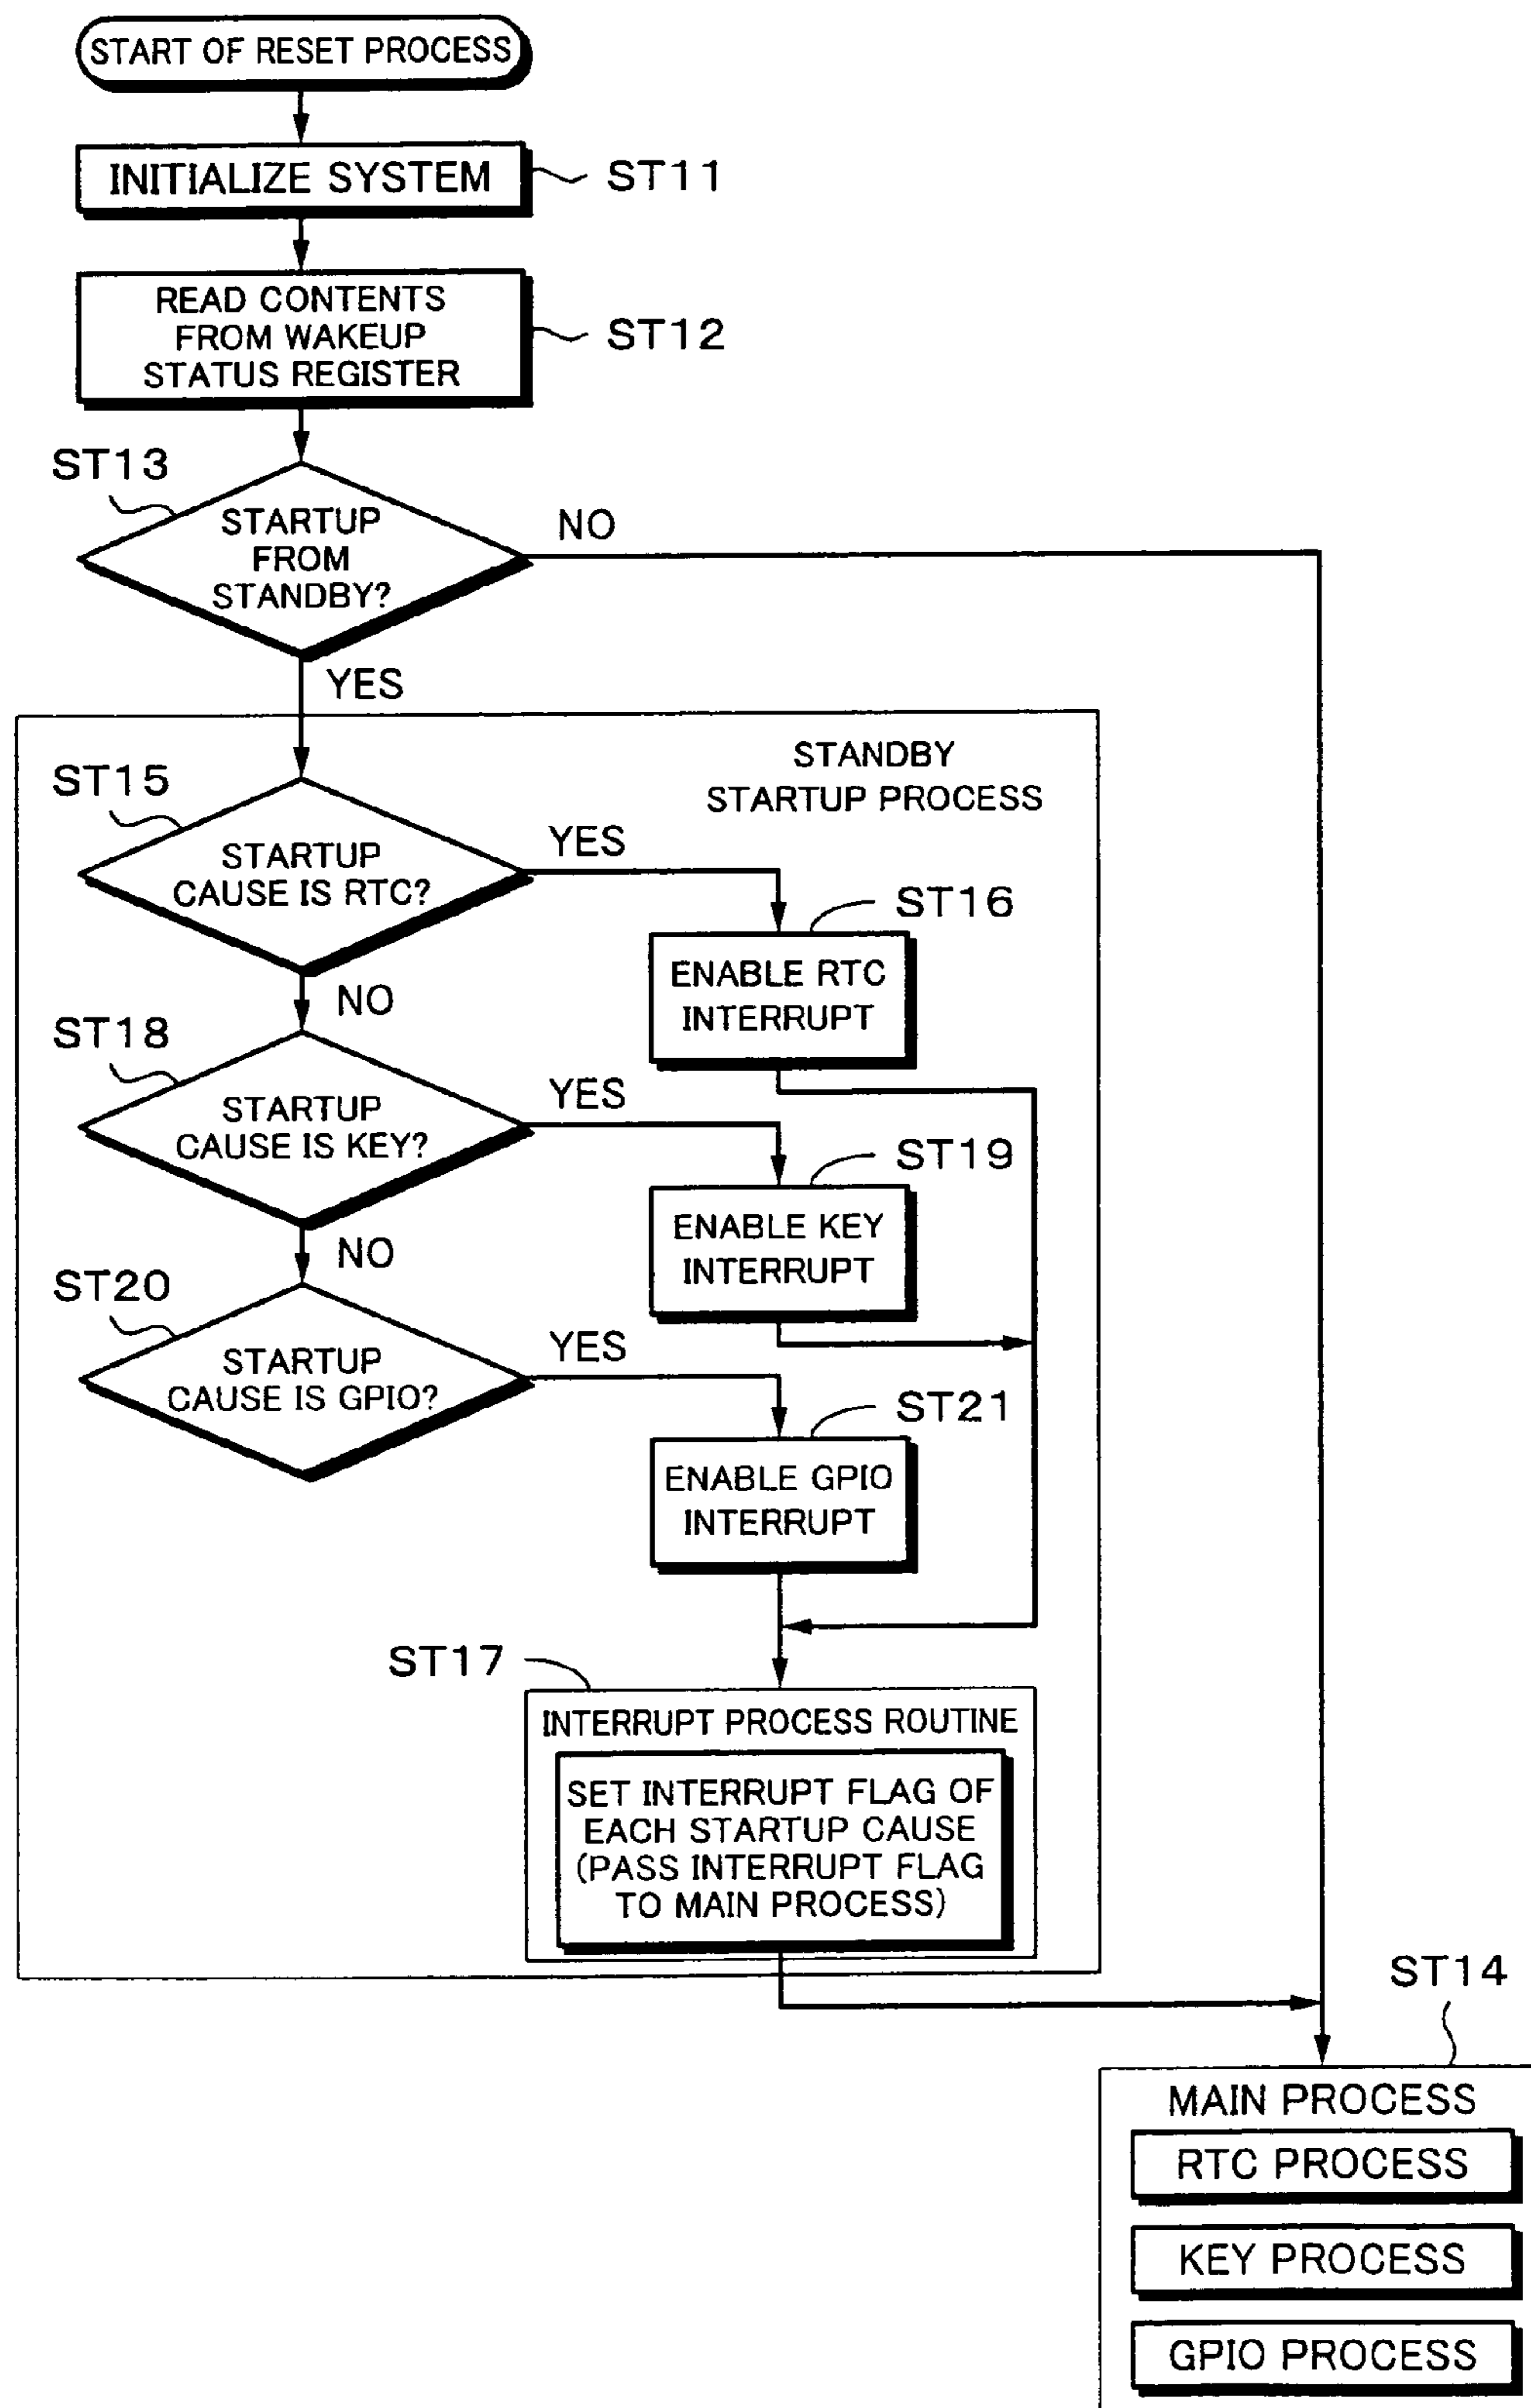 START OF RESET PROCESS
INITIALIZE SYSTEM
ST11
READ CONTENTS
FROM WAKEUP
STATUS REGISTER
ST12
ST13
STARTUP
FROM
STANDBY?
NO
YES
STANDBY
STARTUP PROCESS
ST15
STARTUP
CAUSE IS RTC?
YES
ST16
ENABLE RTC
INTERRUPT
NO
ST18
STARTUP
CAUSE IS KEY?
YES
ST19
ENABLE KEY
INTERRUPT
NO
ST20
STARTUP
CAUSE IS GPIO?
YES
ST21
ENABLE GPIO
INTERRUPT
ST17
INTERRUPT PROCESS ROUTINE
SET INTERRUPT FLAG OF
EACH STARTUP CAUSE
(PASS INTERRUPT FLAG
TO MAIN PROCESS)
ST14
MAIN PROCESS
RTC PROCESS
KEY PROCESS
GPIO PROCESS